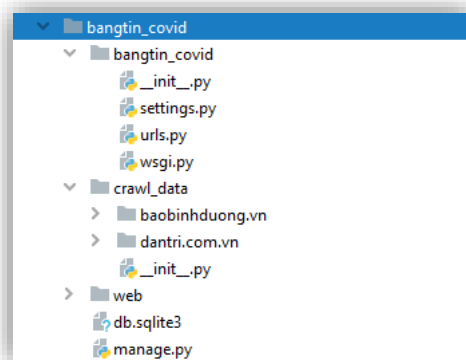 bangtin_covid
bangtin_covid
__init__.py
settings.py
urls.py
wsgi.py
crawl_data
baobinhduong.vn
dantri.com.vn
__init__.py
web
db.sqlite3
manage.py